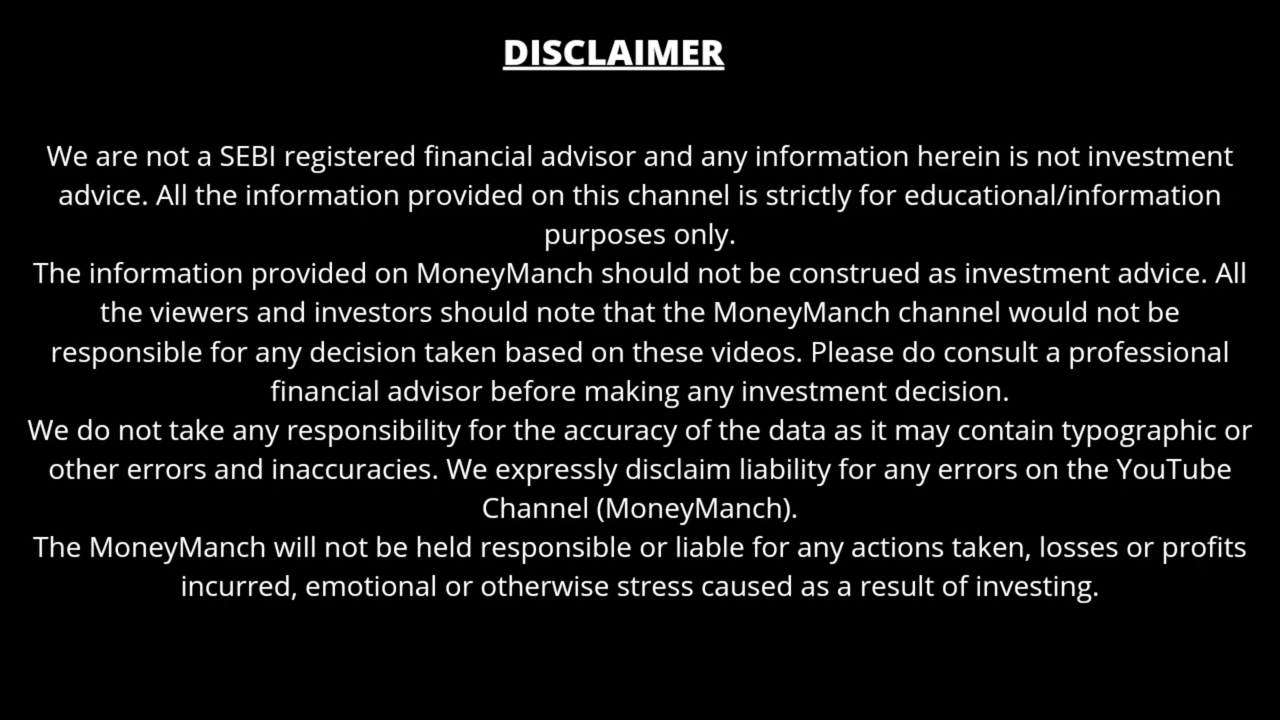 DISCLAIMER
We are not a SEBI registered financial advisor and any information herein is not investment
advice. All the information provided on this channel is strictly for educational/information
purposes only.
The information provided on MoneyManch should not be construed as investment advice. All
the viewers and investors should note that the MoneyManch channel would not be
responsible for any decision taken based on these videos. Please do consult a professional
financial advisor before making any investment decision.
We do not take any responsibility for the accuracy of the data as it may contain typographic or
other errors and inaccuracies. We expressly disclaim liability for any errors on the YouTube
Channel (MoneyManch).
The MoneyManch will not be held responsible or liable for any actions taken, losses or profits
incurred, emotional or otherwise stress caused as a result of investing.